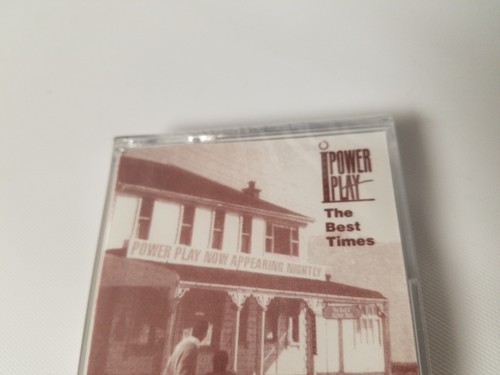 POWER
PLAY
The
Best
Times
POWER PLAY NOW APPEARING NIGHTLY